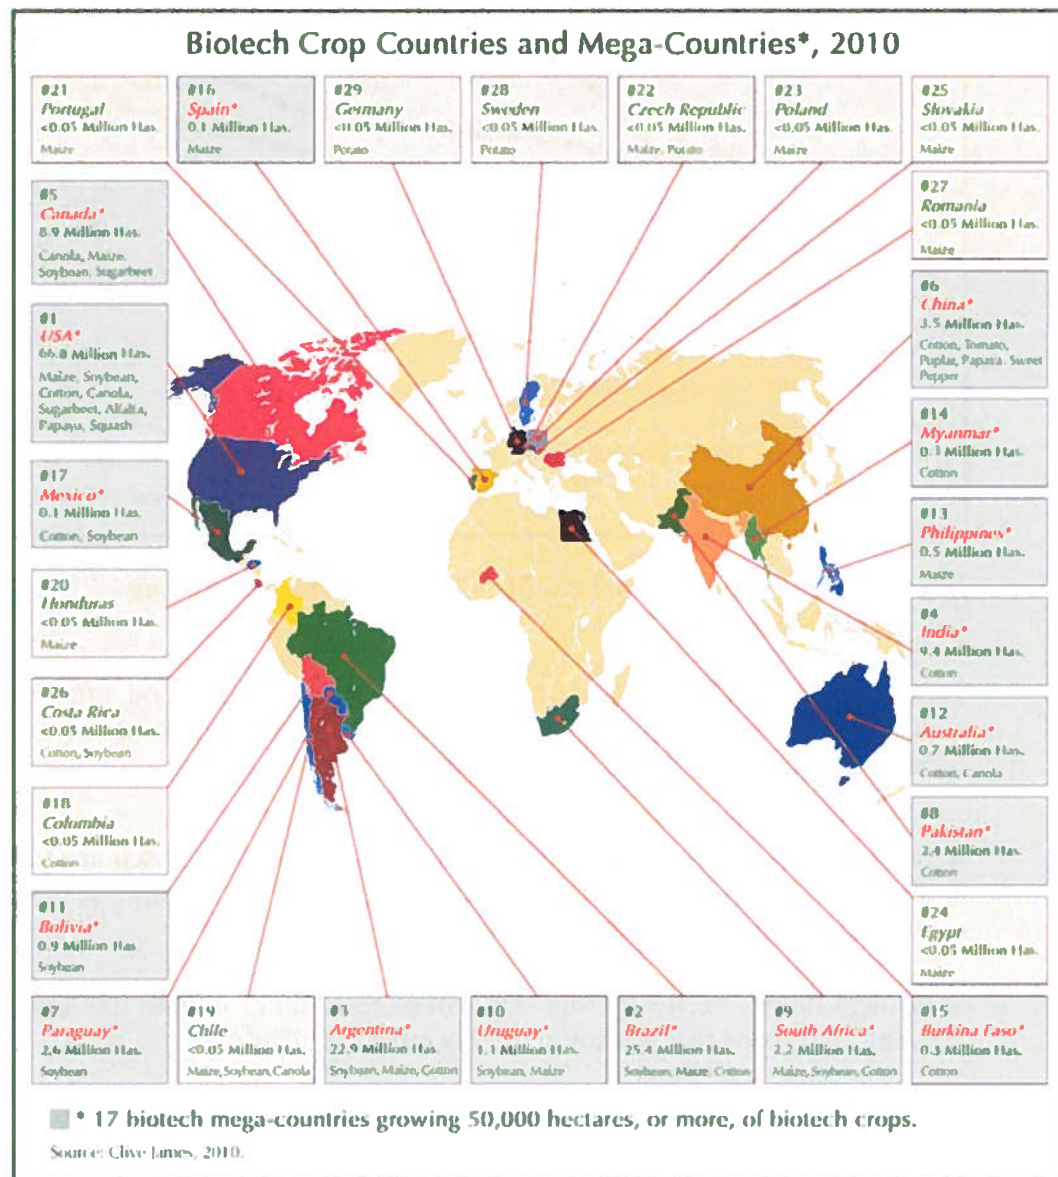 Biotech Crop Countries and Mega-Countries*, 2010
#21
Portugal
<0.05 Million Has.
Maize
#16
Spain*
0.1 Million Has.
Maize
#29
Germany
<0.05 Million Has.
Potato
#28
Sweden
<0.05 Million Has.
Potato
#22
Czech Republic
<0.05 Million Has.
Maize, Potato
#23
Poland
<0.05 Million Has.
Maize
#25
Slovakia
<0.05 Million Has.
Maize
#5
Canada*
8.9 Million Has.
Canola, Maize,
Soybean, Sugarbeet
#1
USA*
66.8 Million Has.
Maize, Soybean,
Cotton, Canola,
Sugarbeet, Alfalfa,
Papaya, Squash
#17
Mexico*
0.1 Million Has.
Cotton, Soybean
#20
Honduras
<0.05 Million Has.
Maize
#26
Costa Rica
<0.05 Million Has.
Cotton, Soybean
#18
Colombia
<0.05 Million Has.
Cotton
#11
Bolivia*
0.9 Million Has
Soybean
#27
Romania
<0.05 Million Has.
Maize
#6
China*
3.5 Million Has.
Cotton, Tomato,
Poplar, Papaya, Sweet
Pepper
#14
Myanmar*
0.3 Million Has.
Cotton
#13
Philippines*
0.5 Million Has.
Maize
#4
India*
9.4 Million Has.
Cotton
#12
Australia*
0.7 Million Has.
Cotton, Canola
#8
Pakistan*
2.4 Million Has.
Cotton
#24
Egypt
<0.05 Million Has.
Maize
#7
Paraguay*
2.6 Million Has.
Soybean
#19
Chile
<0.05 Million Has.
Maize, Soybean, Canola
#3
Argentina*
22.9 Million Has.
Soybean, Maize, Cotton
#10
Uruguay*
1.1 Million Has.
Soybean, Maize
#2
Brazil*
25.4 Million Has.
Soybean, Maize, Cotton
#9
South Africa*
2.2 Million Has.
Maize, Soybean, Cotton
#15
Burkina Faso*
0.3 Million Has.
Cotton
* 17 biotech mega-countries growing 50,000 hectares, or more, of biotech crops.
Source: Clive James, 2010.